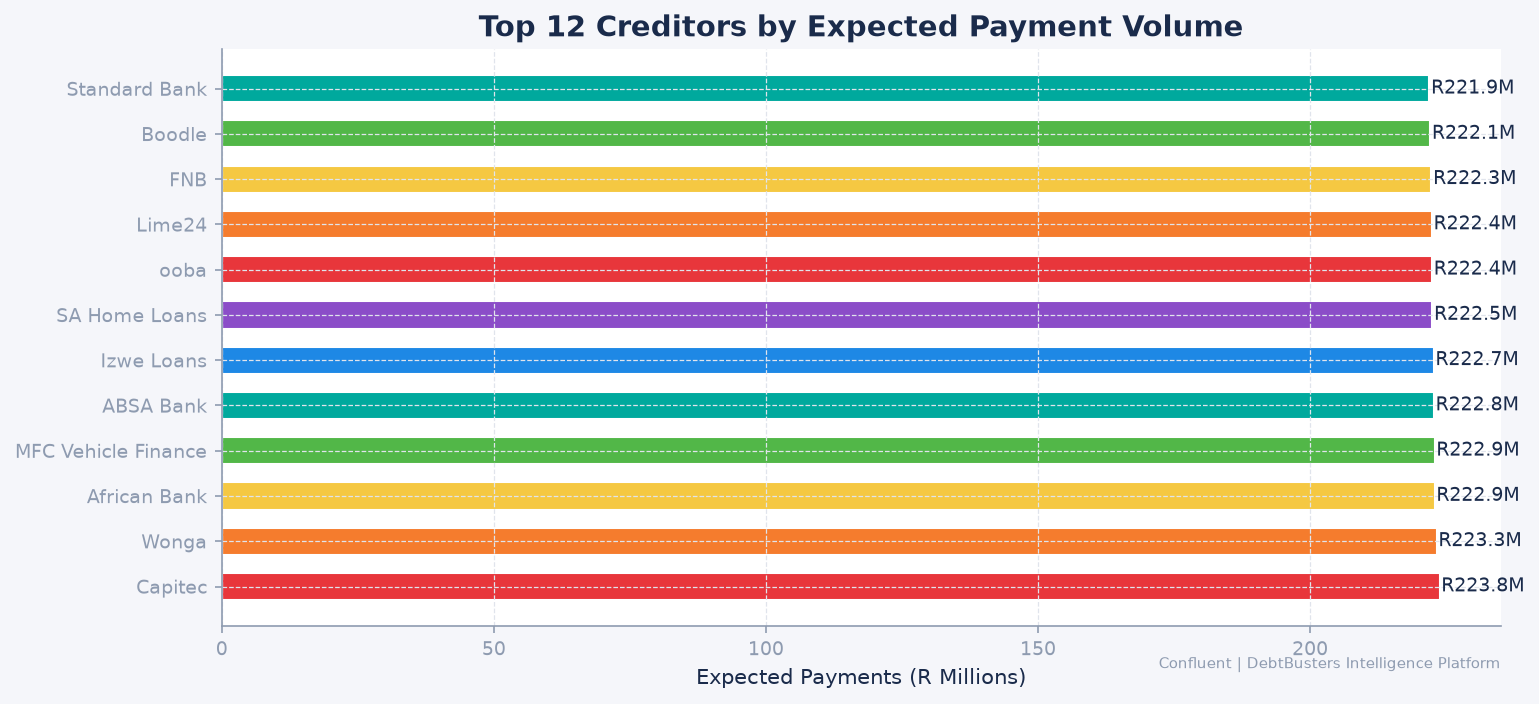 Top 12 Creditors by Expected Payment Volume
Standard Bank R221.9M
Boodle R222.1M
FNB R222.3M
Lime24 R222.4M
ooba R222.4M
SA Home Loans R222.5M
Izwe Loans R222.7M
ABSA Bank R222.8M
MFC Vehicle Finance R222.9M
African Bank R222.9M
Wonga R223.3M
Capitec R223.8M
0 50 100 150 200
Confluent | DebtBusters Intelligence Platform
Expected Payments (R Millions)